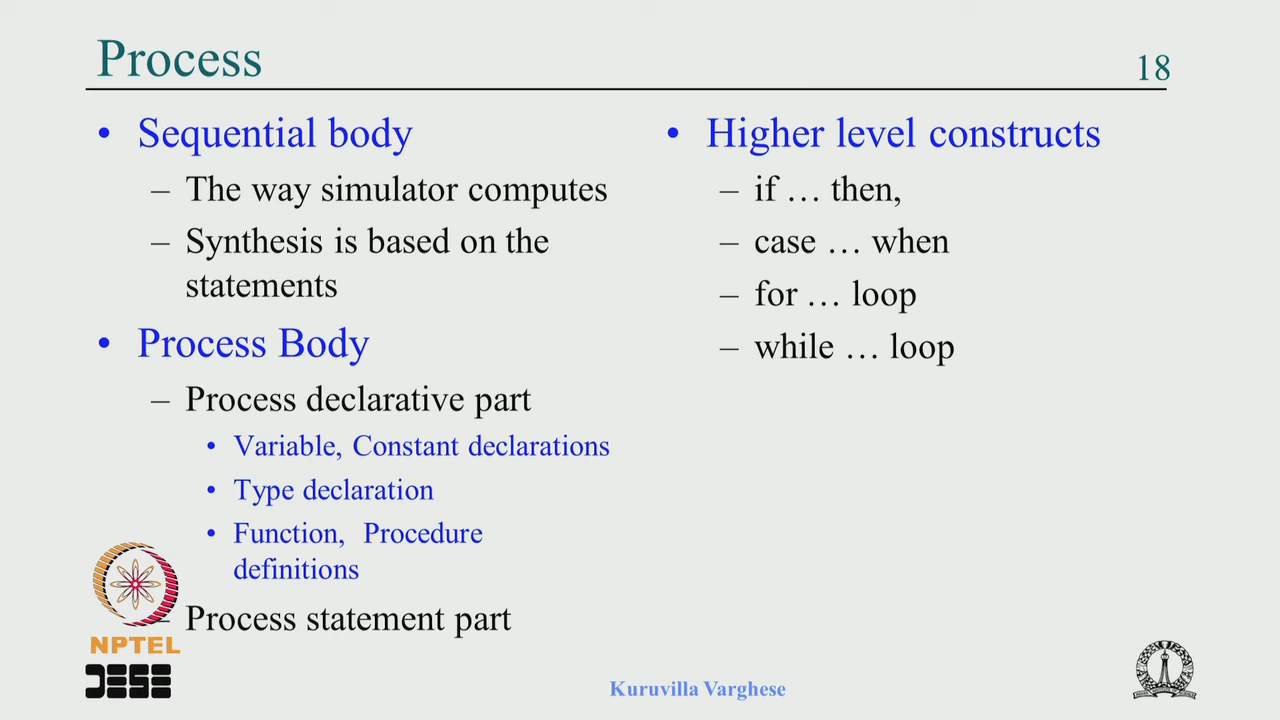 Process
18
• Sequential body
– The way simulator computes
– Synthesis is based on the
statements
• Process Body
– Process declarative part
• Variable, Constant declarations
• Type declaration
• Function, Procedure
definitions
– Process statement part
• Higher level constructs
– if … then,
– case … when
– for … loop
– while … loop
NPTEL
DESE
Kuruvilla Varghese